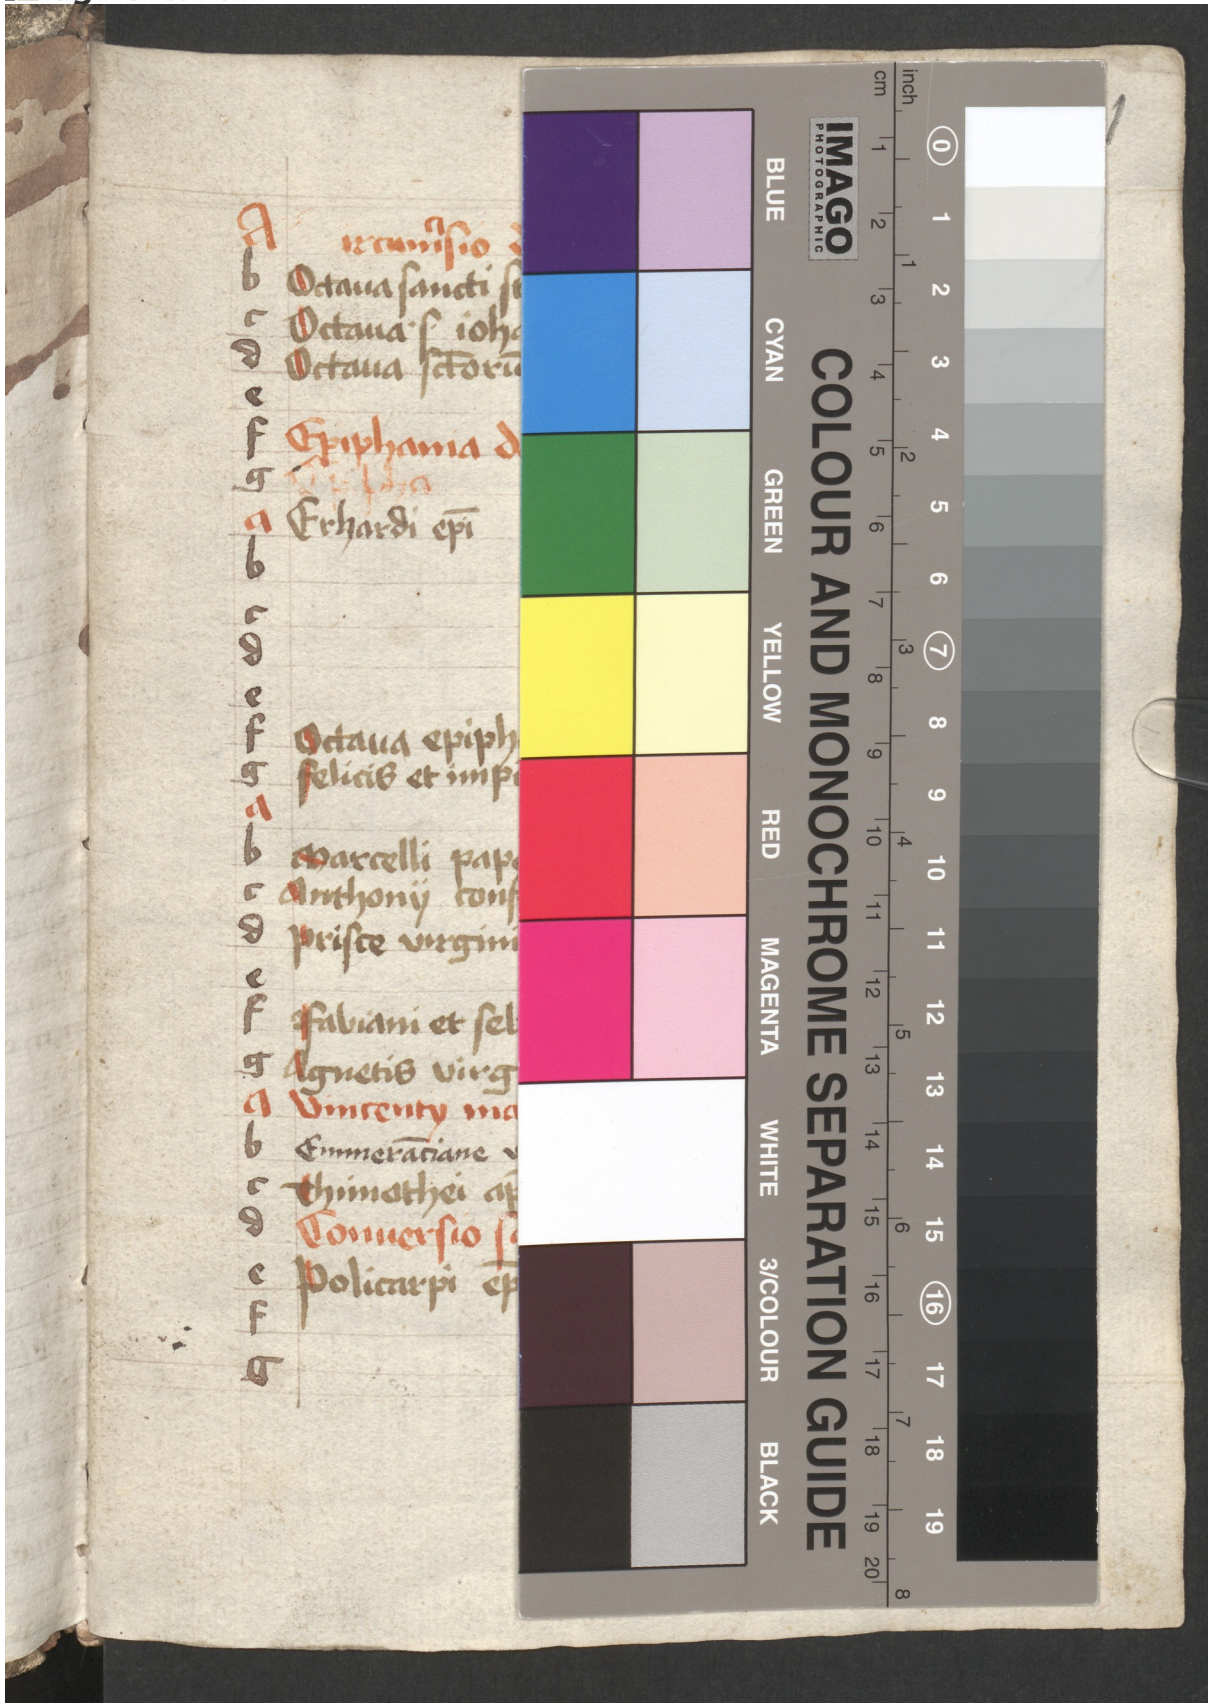 A
b Octaua sancti
c Octaua s ioh
d Octaua sctoru
e
f Epiphania d
g
a Erhardi epi
b
c
d
e
f Octaua epiph
g felicis et
a
b Marcelli pap
c Anthonij conf
d prisce virgini
e
f fabiani et seb
g Agnetis virg
a Vincenty ma
b
c thimothei ap
d Conuersio
e Policarpi ep
f
g
1
IMAGO
PHOTOGRAPHIC
COLOUR AND MONOCHROME SEPARATION GUIDE
BLUE
CYAN
GREEN
YELLOW
RED
MAGENTA
WHITE
3/COLOUR
BLACK
cm 1 2 3 4 5 6 7 8 9 10 11 12 13 14 15 16 17 18 19 20
inch 1 2 3 4 5 6 7 8
0 1 2 3 4 5 6 7 8 9 10 11 12 13 14 15 16 17 18 19